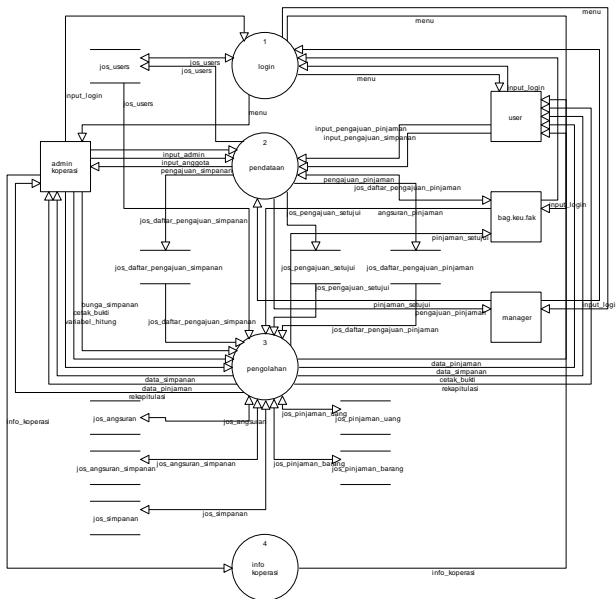 menu
menu
1
login
jos_users
jos_users
jos_users
menu
input_login
input_login
jos_users
menu
user
2
pendataan
input_pengajuan_pinjaman
input_pengajuan_simpanan
admin
koperasi
input_admin
input_anggota
pengajuan_simpanan
pengajuan_pinjaman
jos_daftar_pengajuan_pinjaman
input_login
jos_daftar_pengajuan_simpanan
jos_pengajuan_setujui
angsuran_pinjaman
bag.keu.fak
pinjaman_setujui
jos_daftar_pengajuan_simpanan
jos_pengajuan_setujui
jos_daftar_pengajuan_pinjaman
jos_pengajuan_setujui
bunga_simpanan
cetak_bukti
variabel_hitung
jos_daftar_pengajuan_simpanan
pinjaman_setujui
pengajuan_pinjaman
input_login
manager
jos_daftar_pengajuan_pinjaman
3
pengolahan
data_pinjaman
data_simpanan
cetak_bukti
rekapitulasi
data_simpanan
data_pinjaman
rekapitulasi
info_koperasi
jos_angsuran
jos_angsuran
jos_pinjaman_uang
jos_pinjaman_uang
jos_angsuran_simpanan
jos_angsuran_simpanan
jos_pinjaman_barang
jos_pinjaman_barang
jos_simpanan
jos_simpanan
4
info
koperasi
info_koperasi